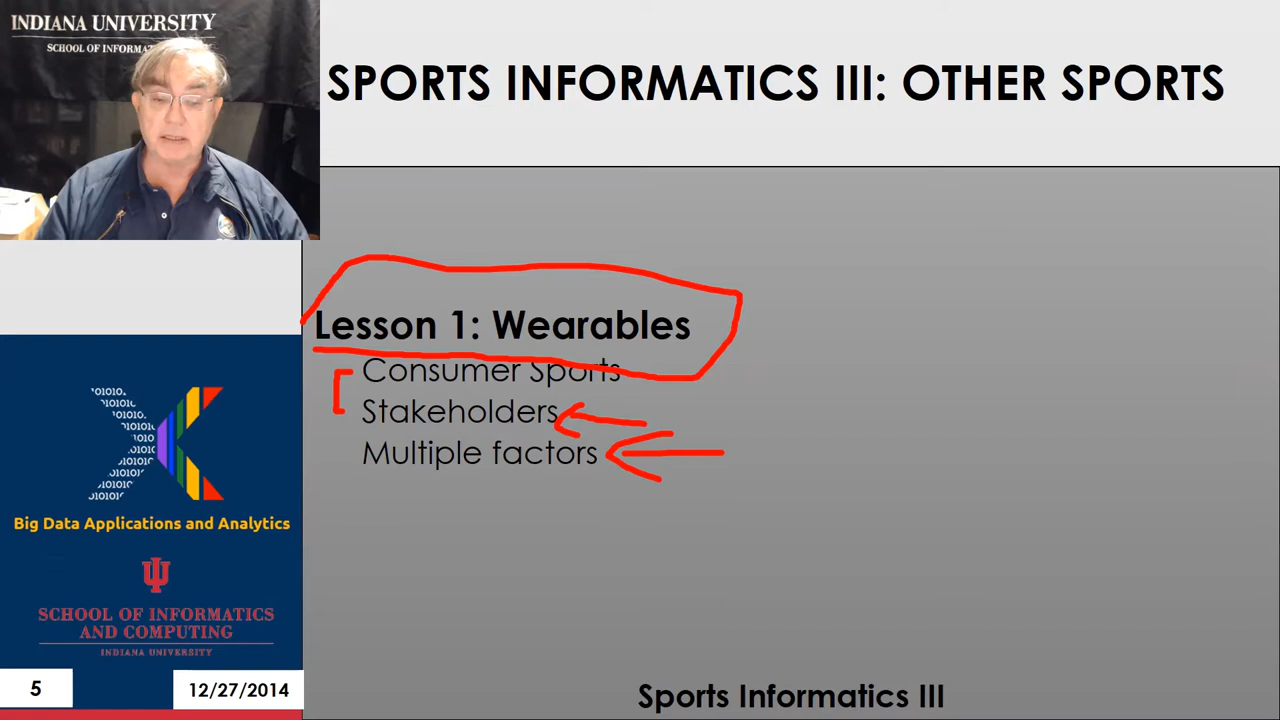 INDIANA UNIVERSITY
SCHOOL OF INFORMATI
SPORTS INFORMATICS III: OTHER SPORTS
Lesson 1: Wearables
Consumer Sports
Stakeholders
Multiple factors
Big Data Applications and Analytics
SCHOOL OF INFORMATICS
AND COMPUTING
INDIANA UNIVERSITY
5
12/27/2014
Sports Informatics III